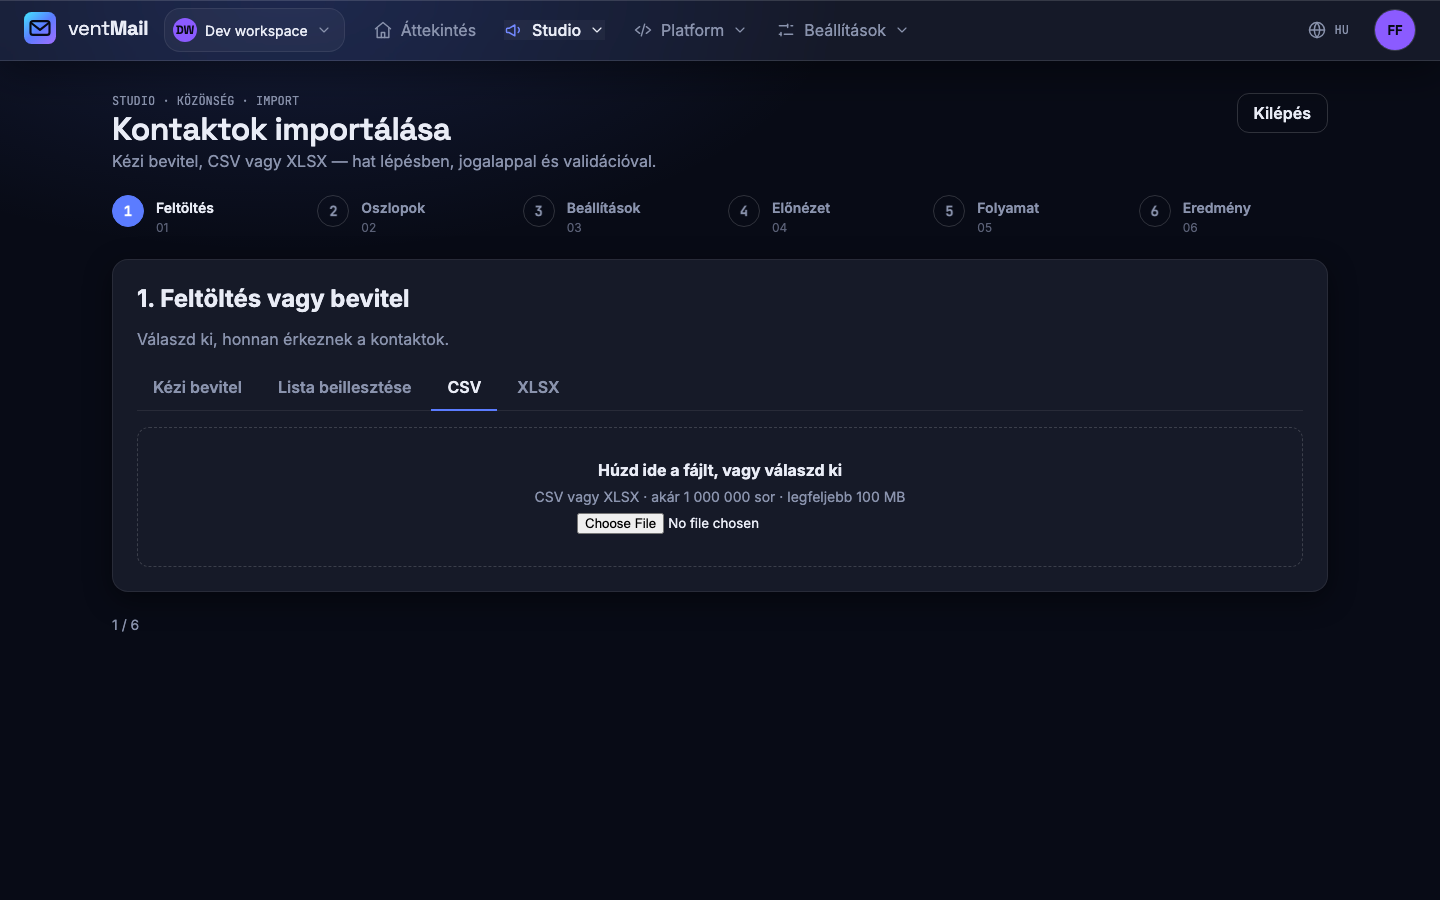 ventMail
DW Dev workspace
Áttekintés
Studio
Platform
Beállítások
HU
FF
STUDIO · KÖZÖNSÉG · IMPORT
Kontaktok importálása
Kilépés
Kézi bevitel, CSV vagy XLSX — hat lépésben, jogalappal és validációval.
1 Feltöltés
01
2 Oszlopok
02
3 Beállítások
03
4 Előnézet
04
5 Folyamat
05
6 Eredmény
06
1. Feltöltés vagy bevitel
Válaszd ki, honnan érkeznek a kontaktok.
Kézi bevitel
Lista beillesztése
CSV
XLSX
Húzd ide a fájlt, vagy válaszd ki
CSV vagy XLSX · akár 1 000 000 sor · legfeljebb 100 MB
Choose File No file chosen
1 / 6